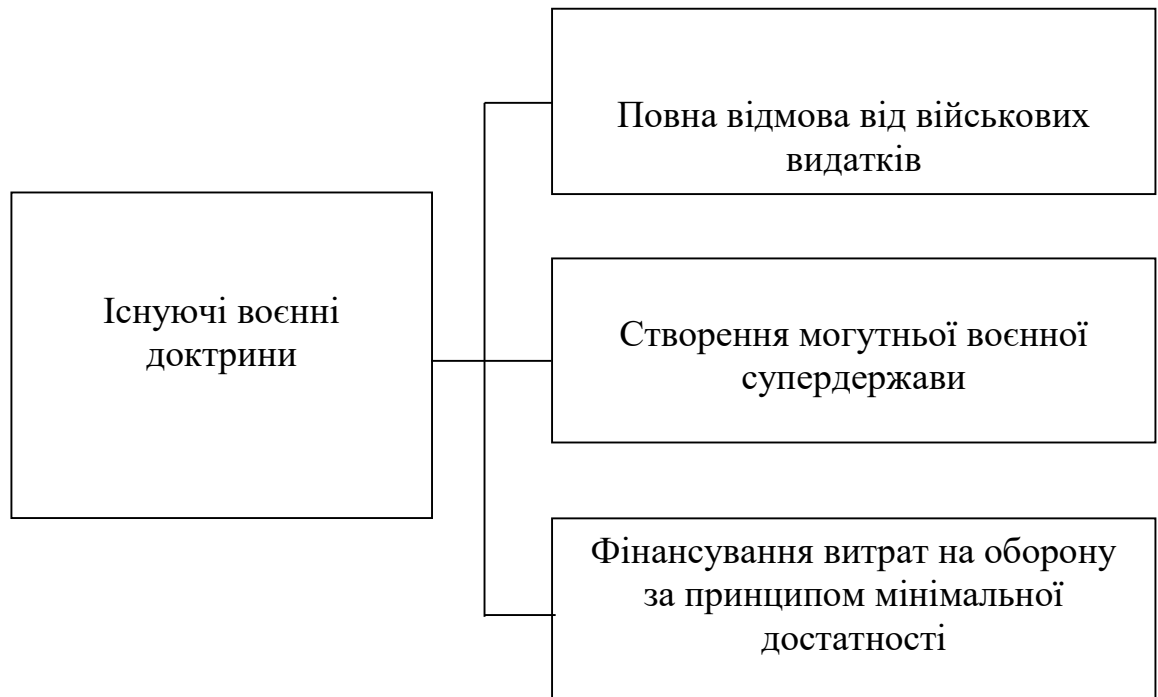 Повна відмова від військових
видатків
Існуючі воєнні
доктрини
Створення могутньої воєнної
супердержави
Фінансування витрат на оборону
за принципом мінімальної
достатності